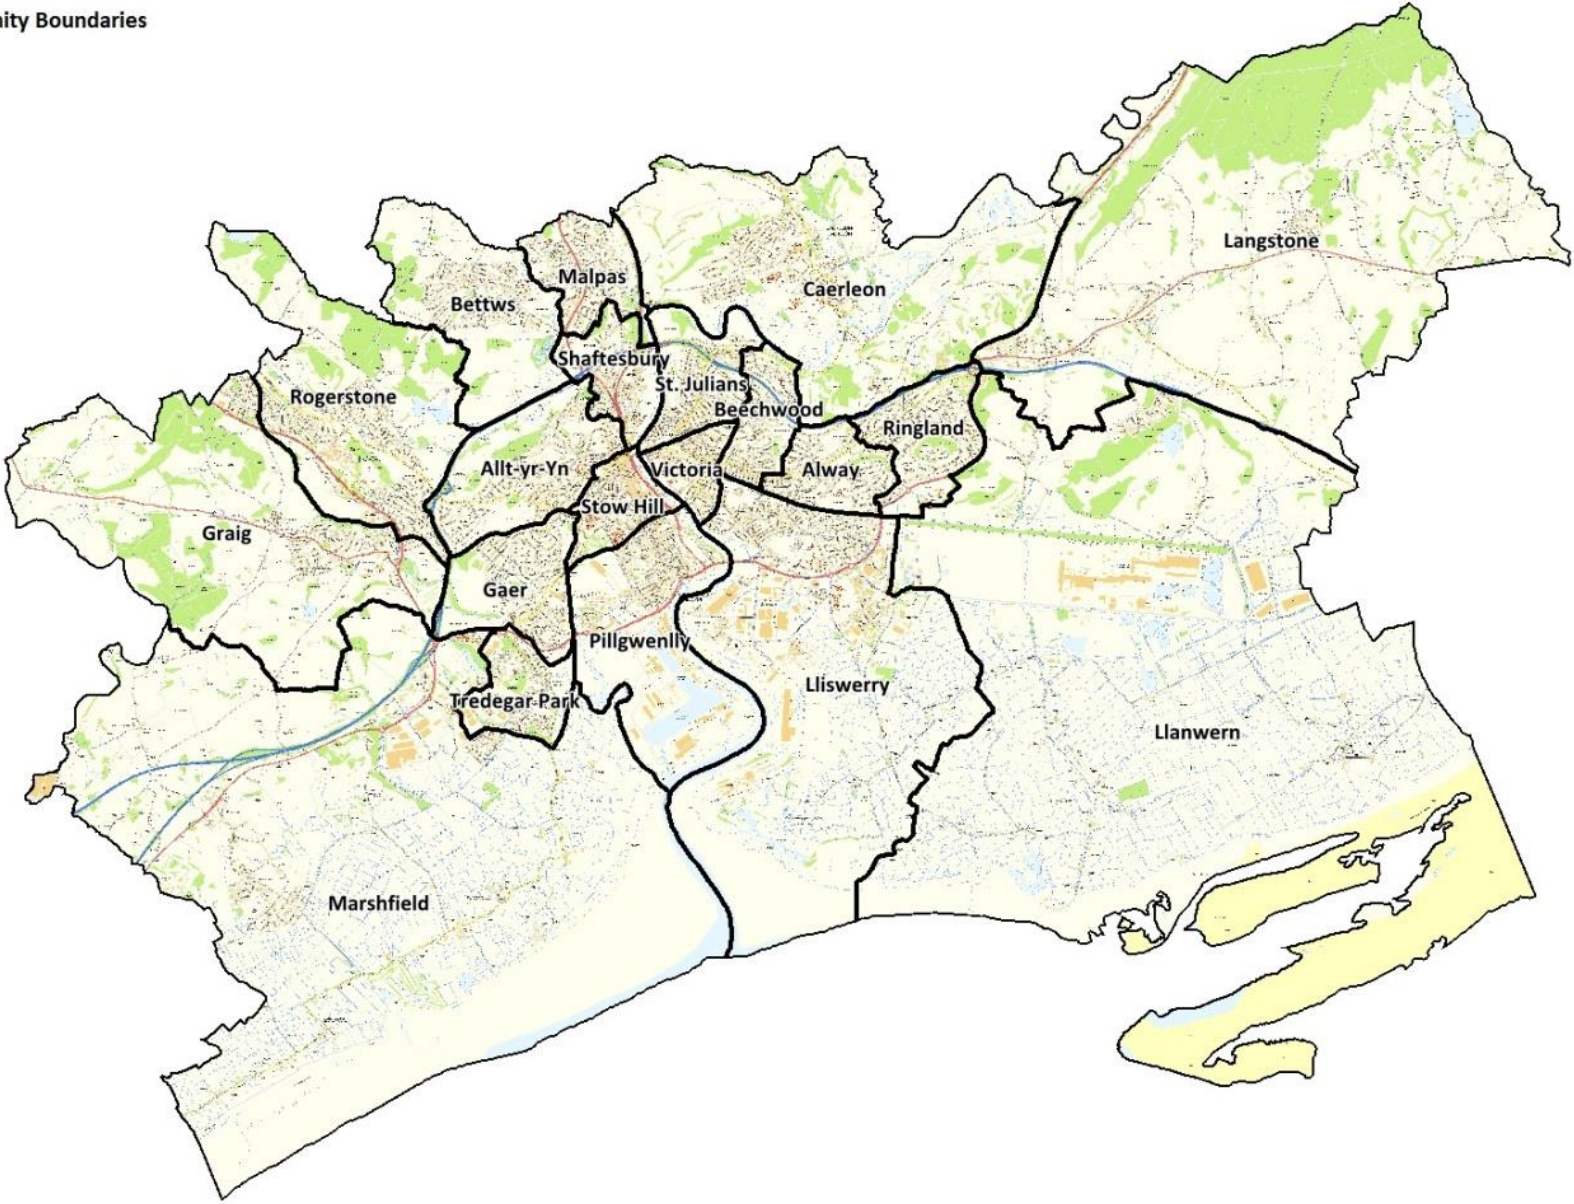 ity Boundaries
Langstone
Malpas
Caerleon
Bettws
Shaftesbury
St. Julians
Rogerstone
Beechwood
Ringland
Allt-yr-Yn
Victoria
Alway
Stow Hill
Graig
Gaer
Pillgwenlly
Lliswerry
Tredegar Park
Llanwern
Marshfield